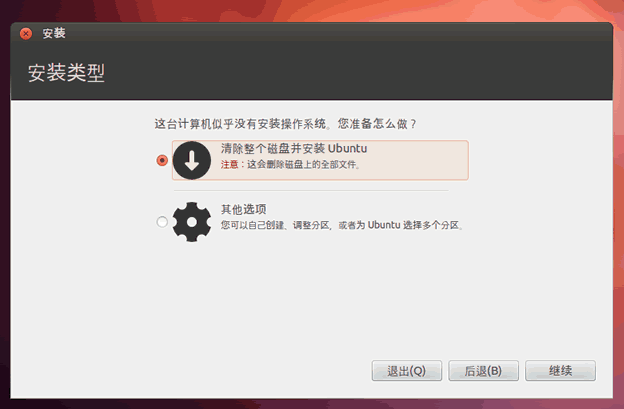 安装
安装类型
这台计算机似乎没有安装操作系统。您准备怎么做？
清除整个磁盘并安装 Ubuntu
注意：这会删除磁盘上的全部文件。
其他选项
您可以自己创建、调整分区，或者为 Ubuntu 选择多个分区。
退出(Q) 后退(B) 继续